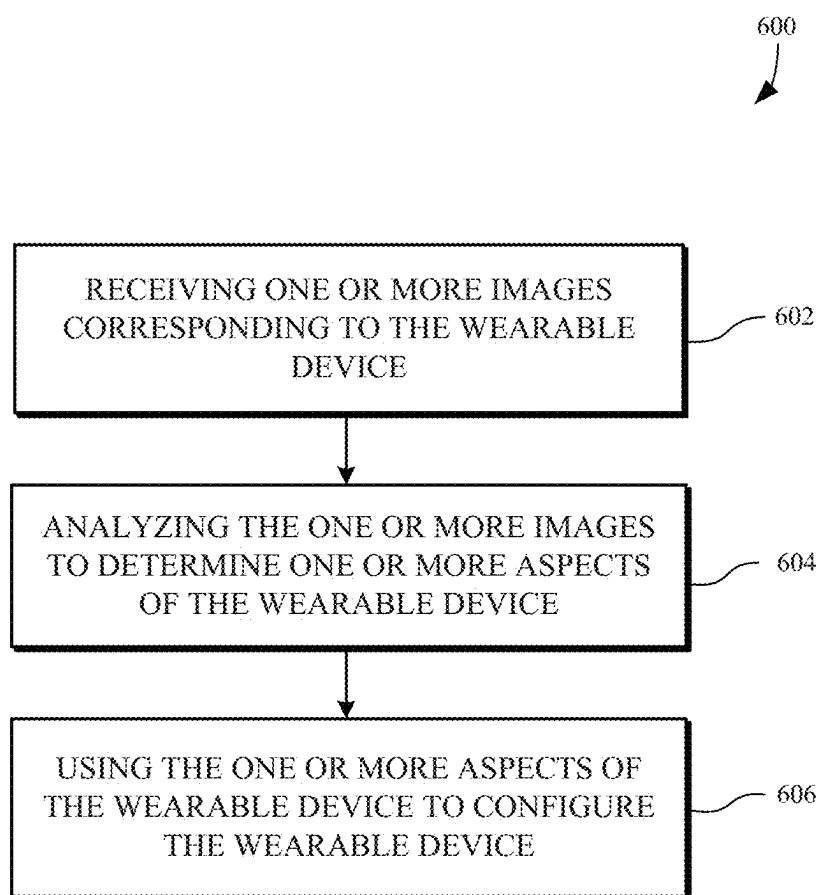 600
RECEIVING ONE OR MORE IMAGES
CORRESPONDING TO THE WEARABLE
DEVICE
602
ANALYZING THE ONE OR MORE IMAGES
TO DETERMINE ONE OR MORE ASPECTS
OF THE WEARABLE DEVICE
604
USING THE ONE OR MORE ASPECTS OF
THE WEARABLE DEVICE TO CONFIGURE
THE WEARABLE DEVICE
606